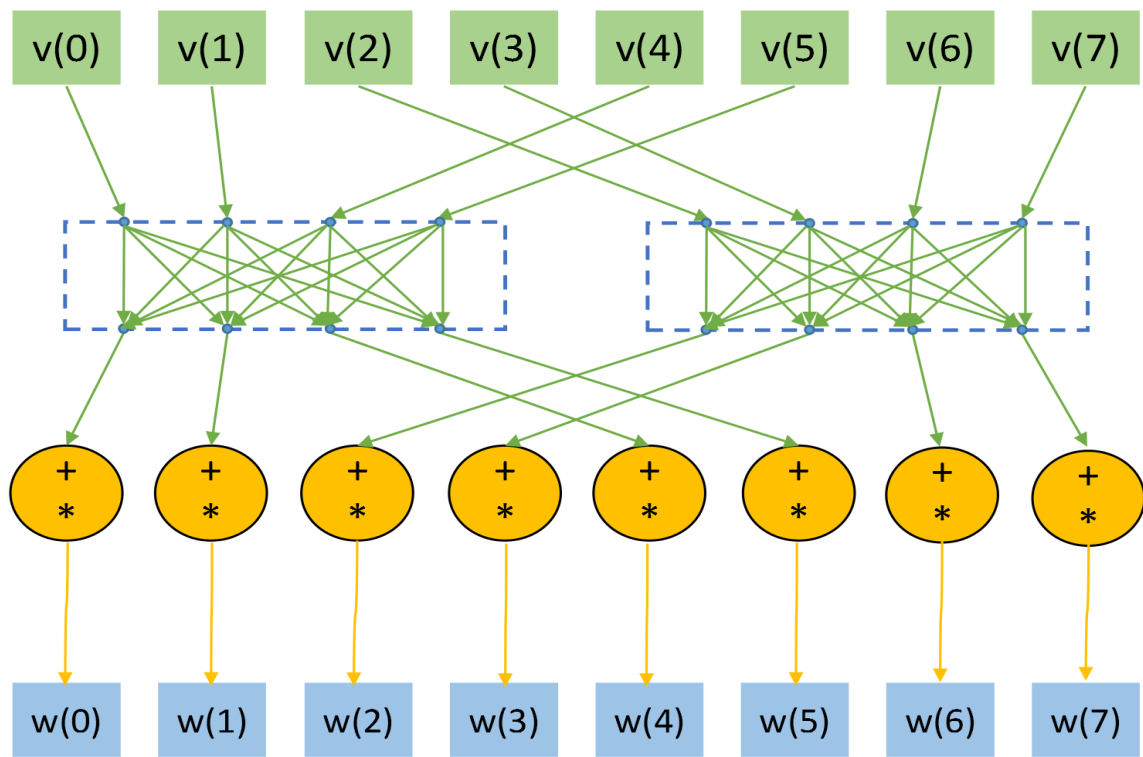 v(0) v(1) v(2) v(3) v(4) v(5) v(6) v(7)
+ + + + + + + +
* * * * * * * *
w(0) w(1) w(2) w(3) w(4) w(5) w(6) w(7)